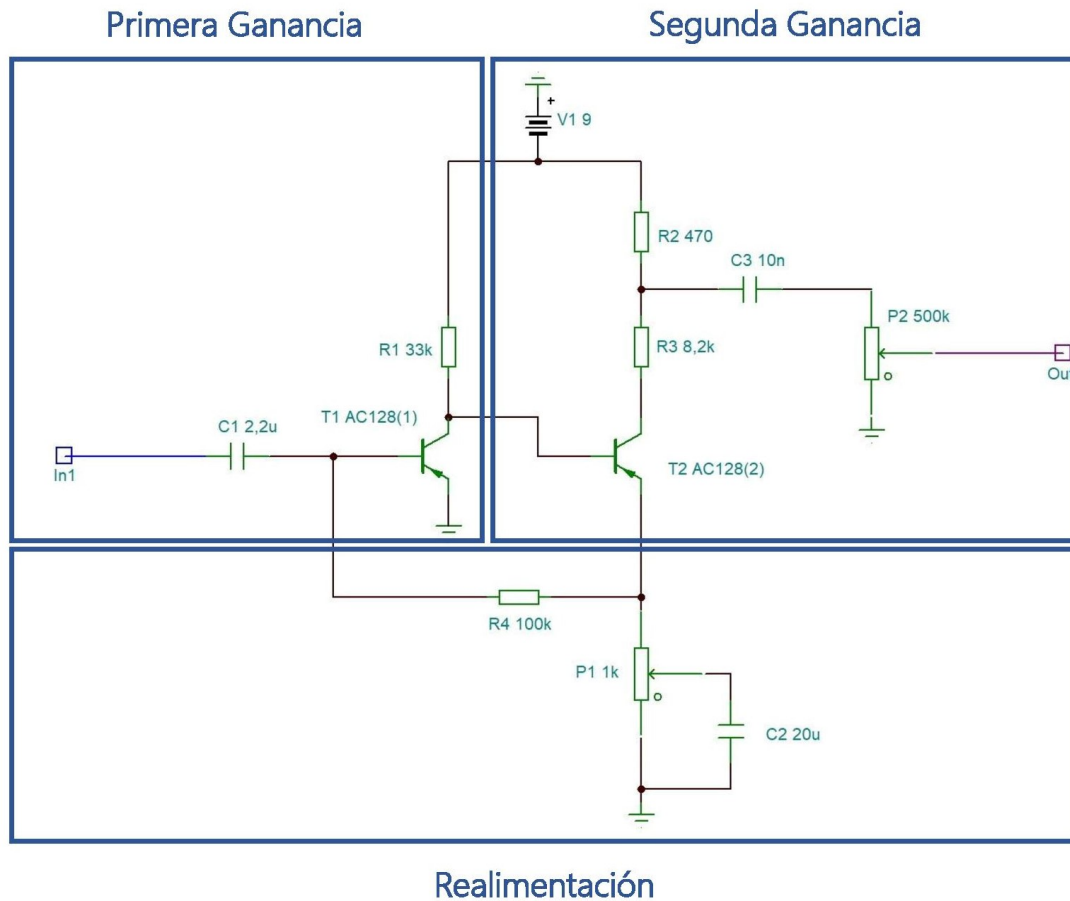 Primera Ganancia
Segunda Ganancia
+
V1 9
R2 470
C3 10n
P2 500k
R1 33k
R3 8,2k
Out
T1 AC128(1)
C1 2,2u
In1
T2 AC128(2)
R4 100k
P1 1k
C2 20u
Realimentación